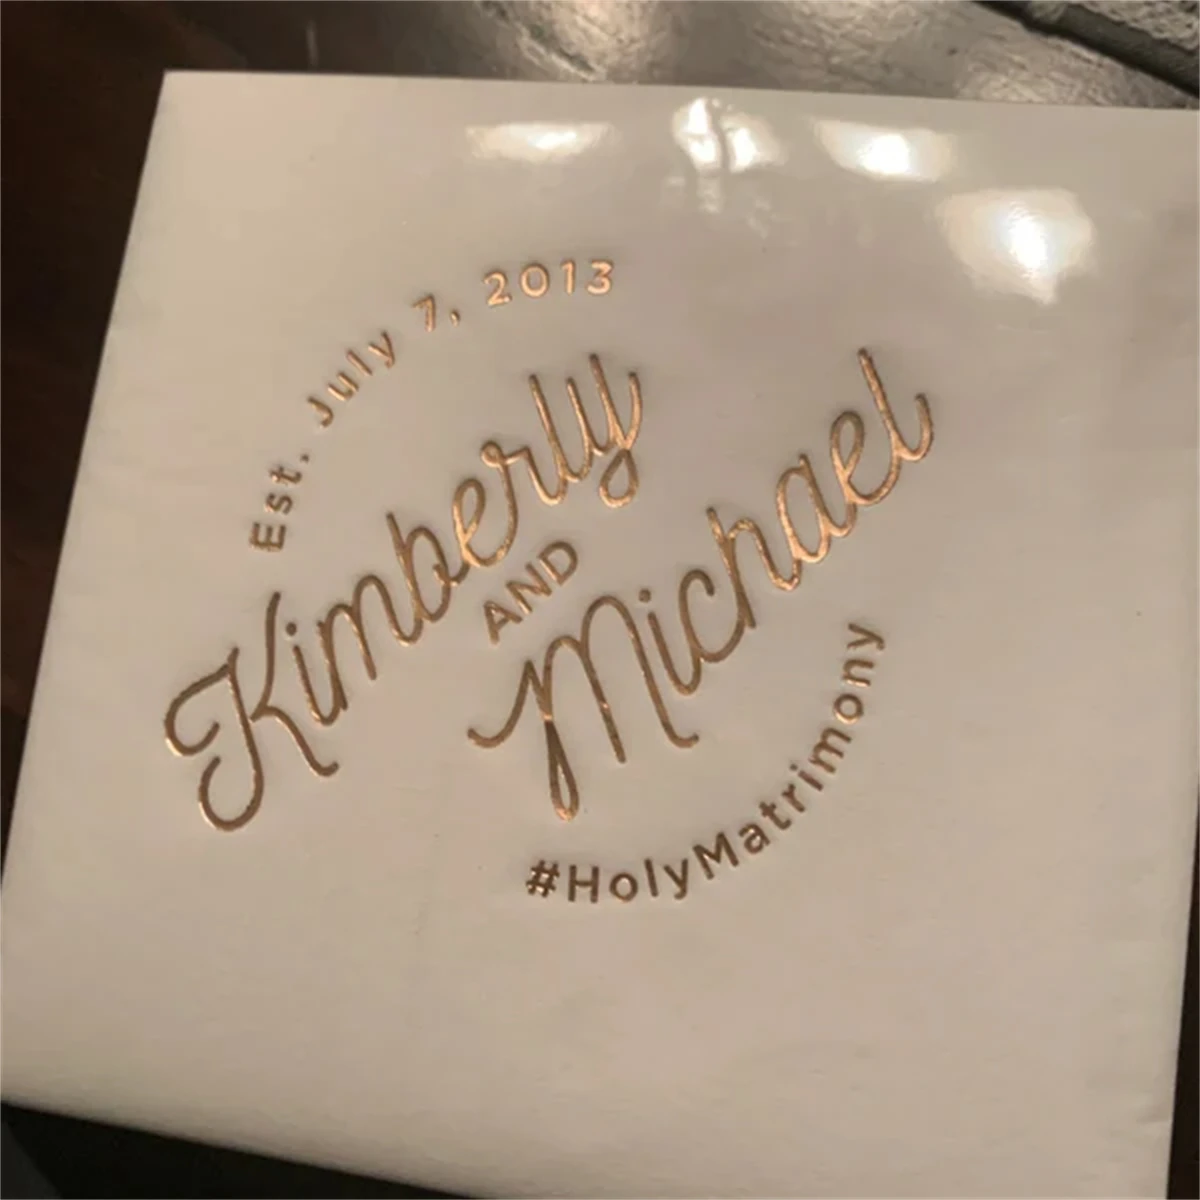 Est. July 7, 2013
Kimberly
AND
Michael
#HolyMatrimony